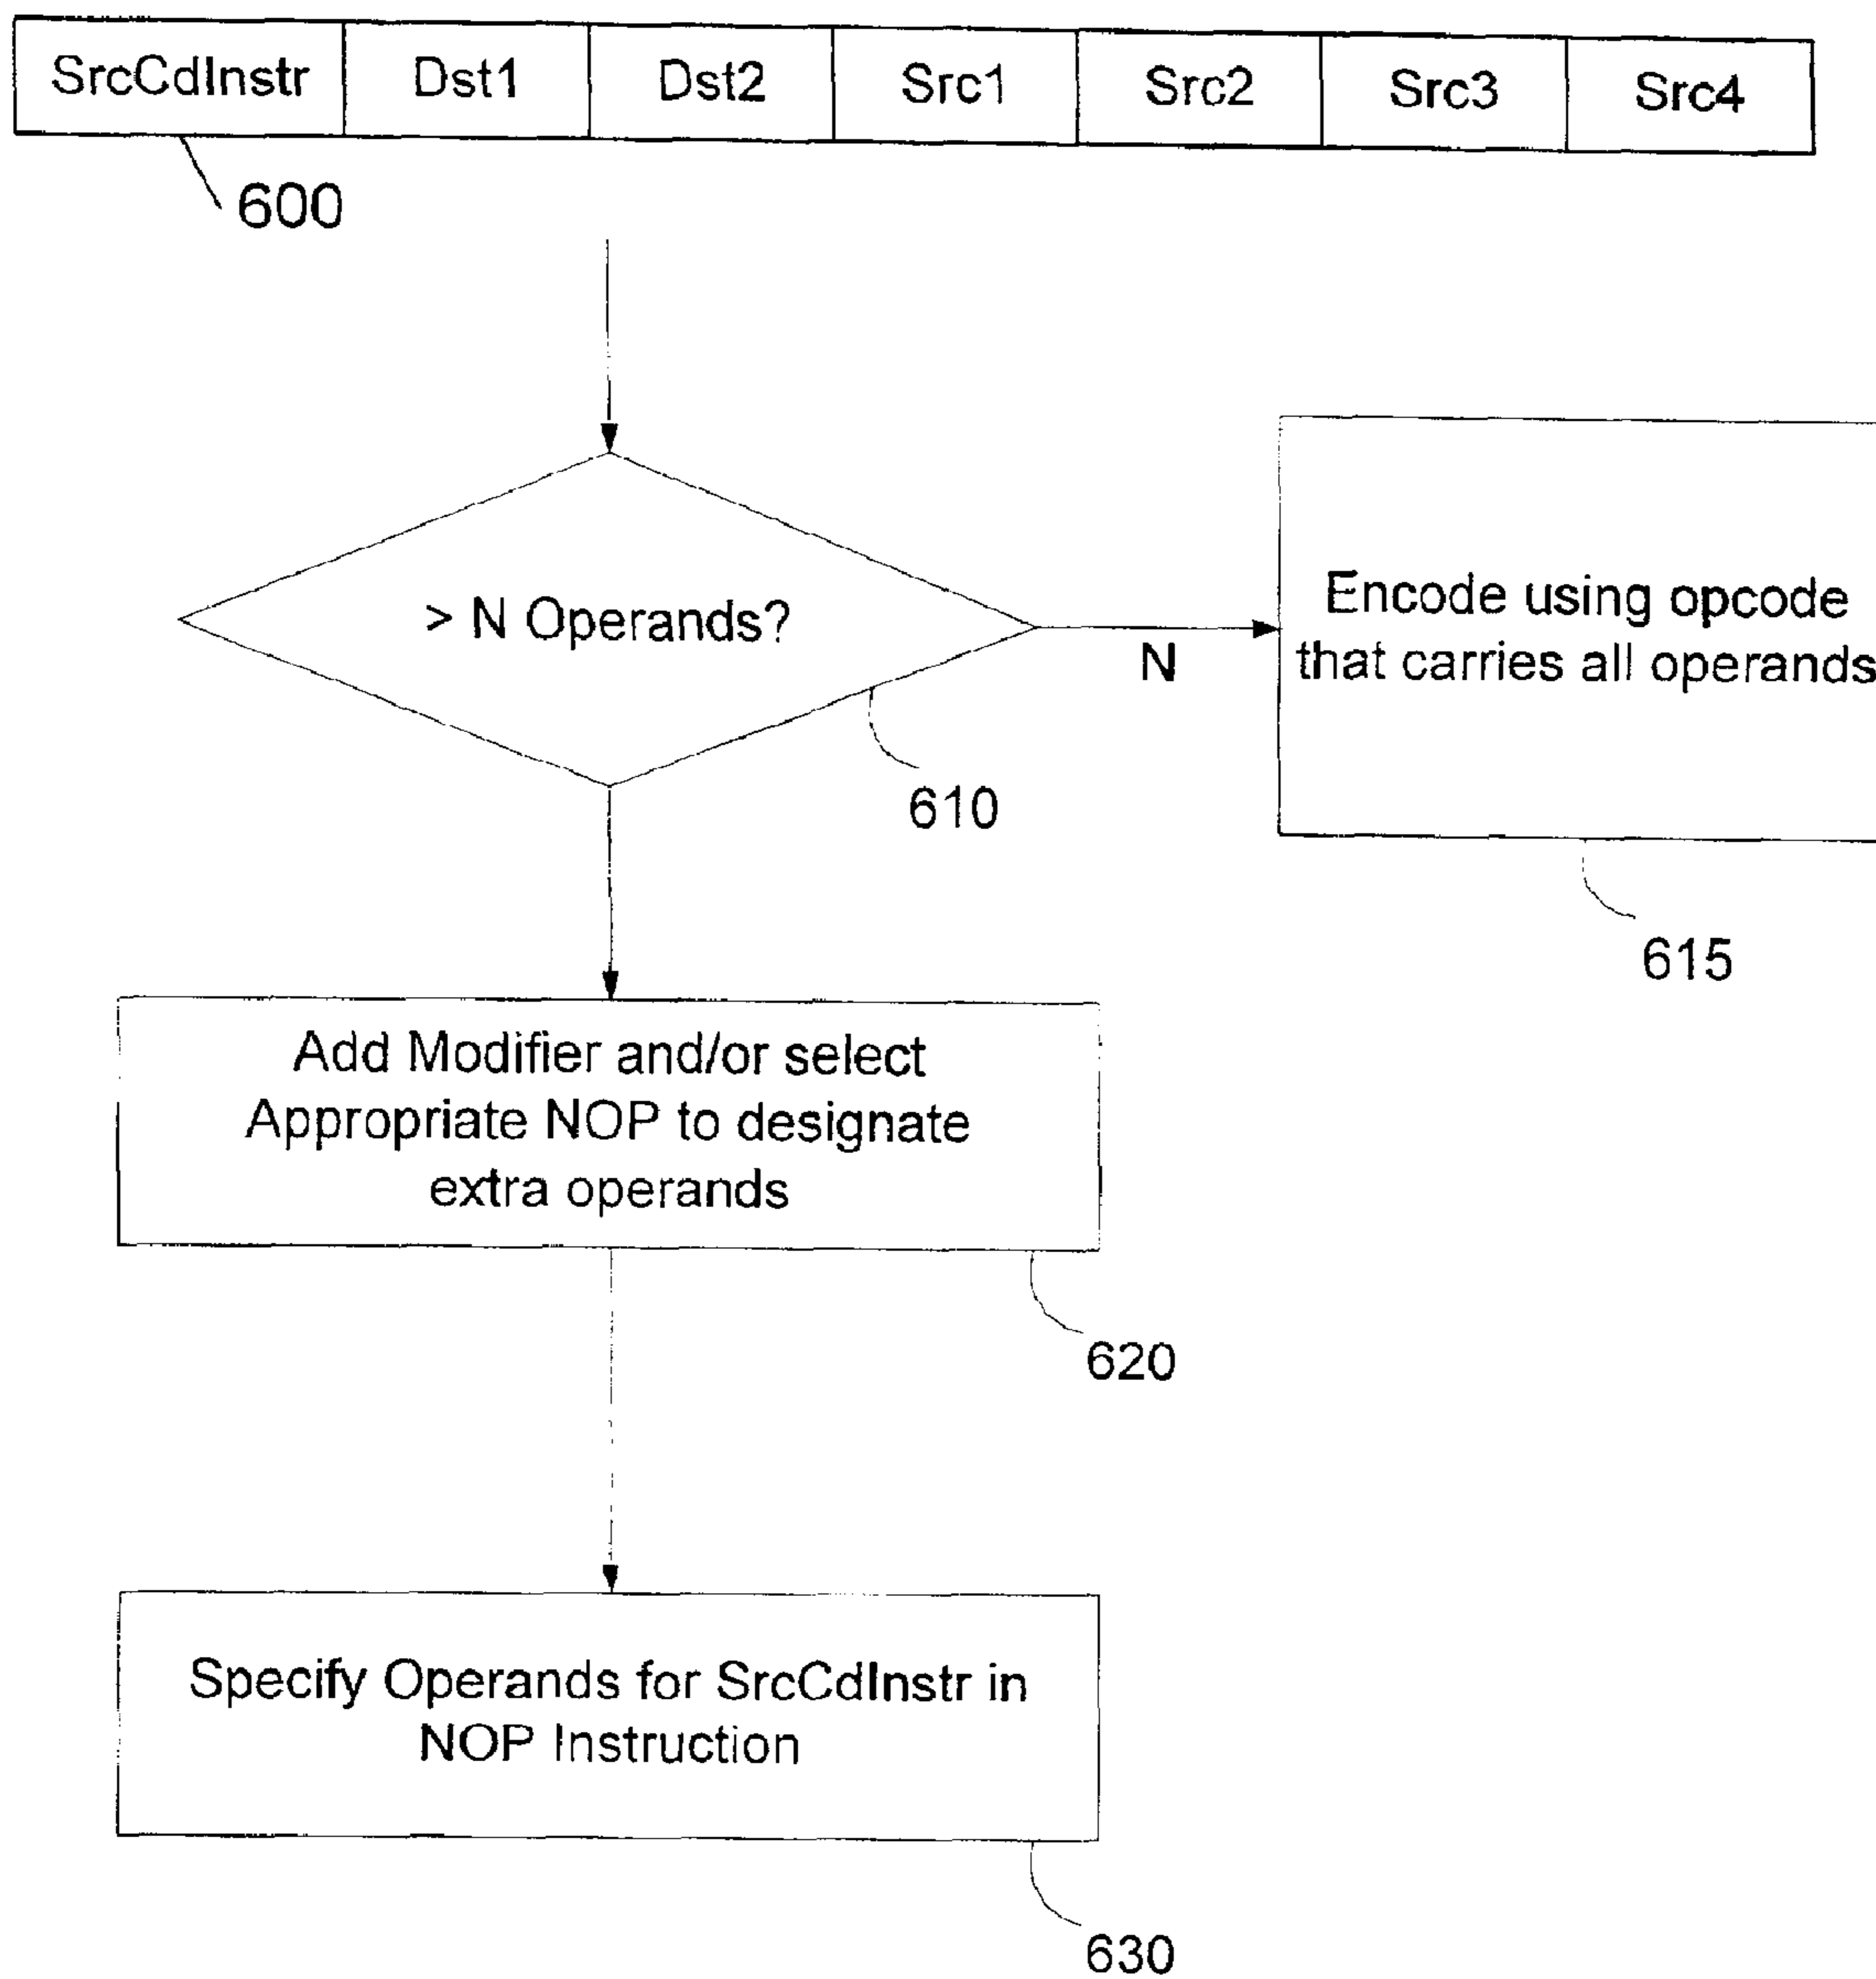 SrcCdInstr Dst1 Dst2 Src1 Src2 Src3 Src4
600
> N Operands?
N
Encode using opcode
that carries all operands
610
615
Add Modifier and/or select
Appropriate NOP to designate
extra operands
620
Specify Operands for SrcCdInstr in
NOP Instruction
630